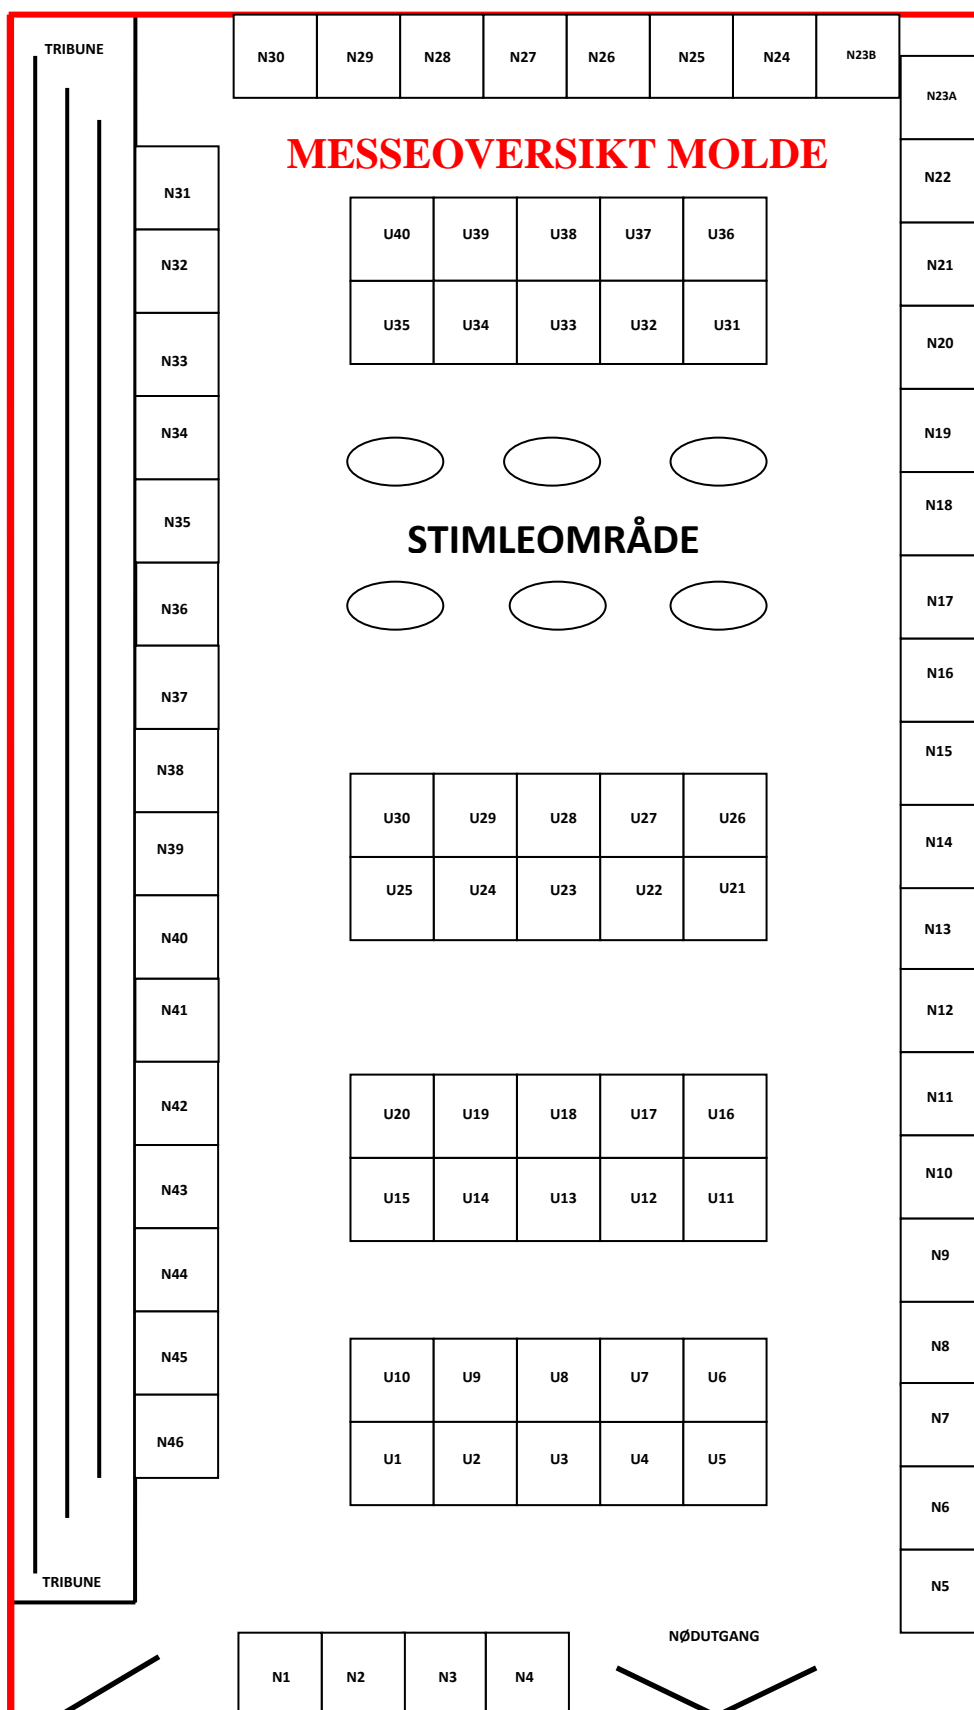 TRIBUNE
N30 N29 N28 N27 N26 N25 N24 N23B
N23A
MESSEOVERSIKT MOLDE
N31
N22
U40 U39 U38 U37 U36
N32
N21
U35 U34 U33 U32 U31
N33
N20
N34
N19
STIMLEOMRÅDE
N35
N18
N36
N17
N37
N16
N38
N15
U30 U29 U28 U27 U26
N39
N14
U25 U24 U23 U22 U21
N40
N13
N41
N12
N42
N11
U20 U19 U18 U17 U16
N43
N10
U15 U14 U13 U12 U11
N44
N9
N45
N8
U10 U9 U8 U7 U6
N46
N7
U1 U2 U3 U4 U5
N6
TRIBUNE
N5
NØDUTGANG
N1 N2 N3 N4